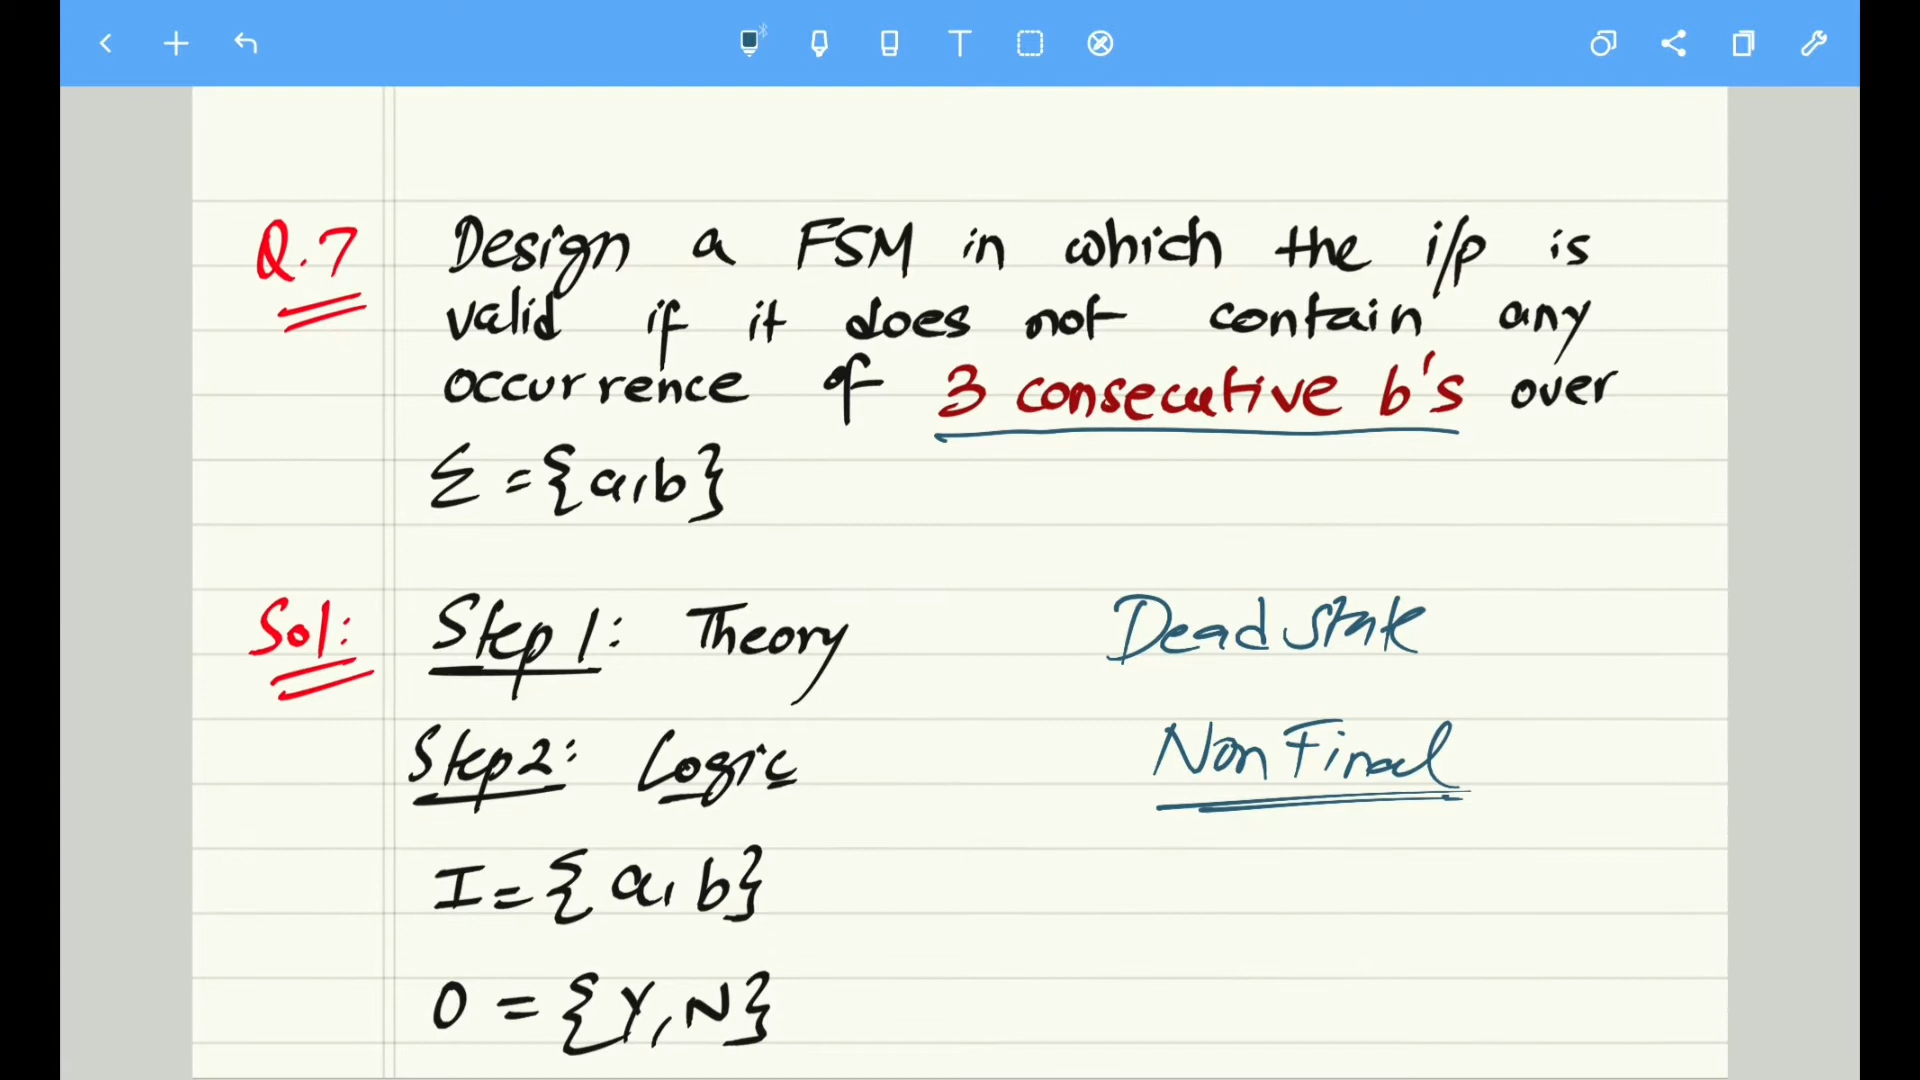 Q.7 Design a FSM in which the i/p is
valid if it does not contain any
occurrence of 3 consecutive b's over
Σ = {a,b}
Sol: Step 1: Theory Dead State
Step 2: Logic Non Final
I = {a, b}
O = {Y, N}